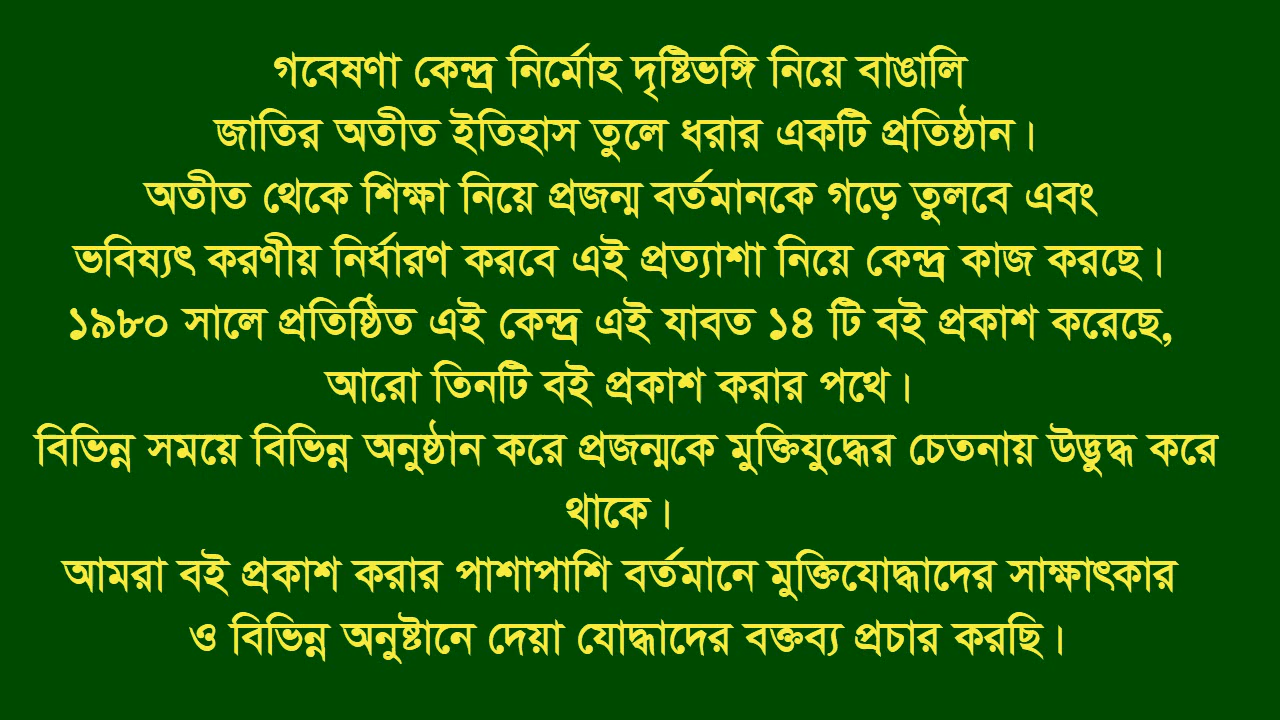 গবেষণা কেন্দ্র নির্মোহ দৃষ্টিভঙ্গি নিয়ে বাঙালি
জাতির অতীত ইতিহাস তুলে ধরার একটি প্রতিষ্ঠান।
অতীত থেকে শিক্ষা নিয়ে প্রজন্ম বর্তমানকে গড়ে তুলবে এবং
ভবিষ্যৎ করণীয় নির্ধারণ করবে এই প্রত্যাশা নিয়ে কেন্দ্র কাজ করছে।
১৯৮০ সালে প্রতিষ্ঠিত এই কেন্দ্র এই যাবত ১৪ টি বই প্রকাশ করেছে,
আরো তিনটি বই প্রকাশ করার পথে।
বিভিন্ন সময়ে বিভিন্ন অনুষ্ঠান করে প্রজন্মকে মুক্তিযুদ্ধের চেতনায় উদ্ভুদ্ধ করে
থাকে।
আমরা বই প্রকাশ করার পাশাপাশি বর্তমানে মুক্তিযোদ্ধাদের সাক্ষাৎকার
ও বিভিন্ন অনুষ্টানে দেয়া যোদ্ধাদের বক্তব্য প্রচার করছি।